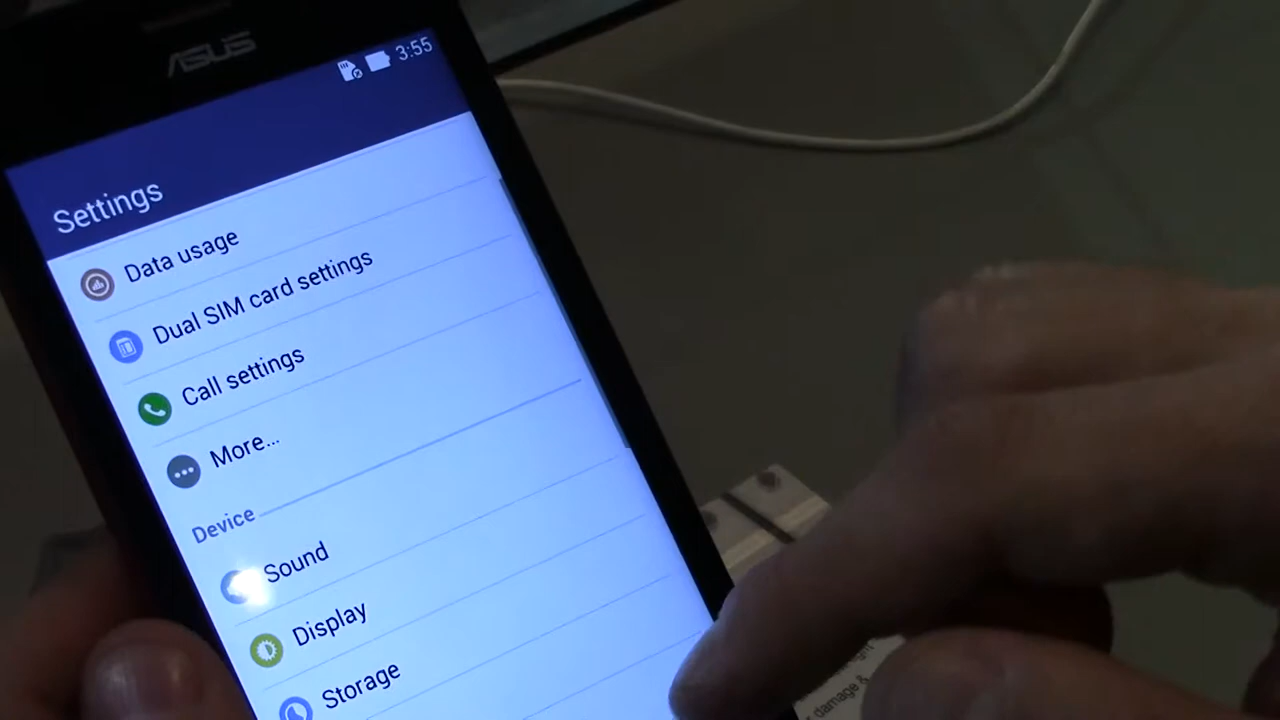 ASUS
3:55
Settings
Data usage
Dual SIM card settings
Call settings
More...
Device
Sound
Display
Storage
damage &